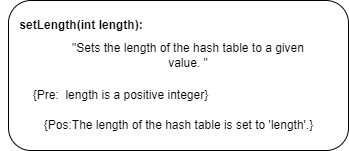 setLength(int length):
"Sets the length of the hash table to a given
value. "
{Pre: length is a positive integer}
{Pos:The length of the hash table is set to 'length'.}